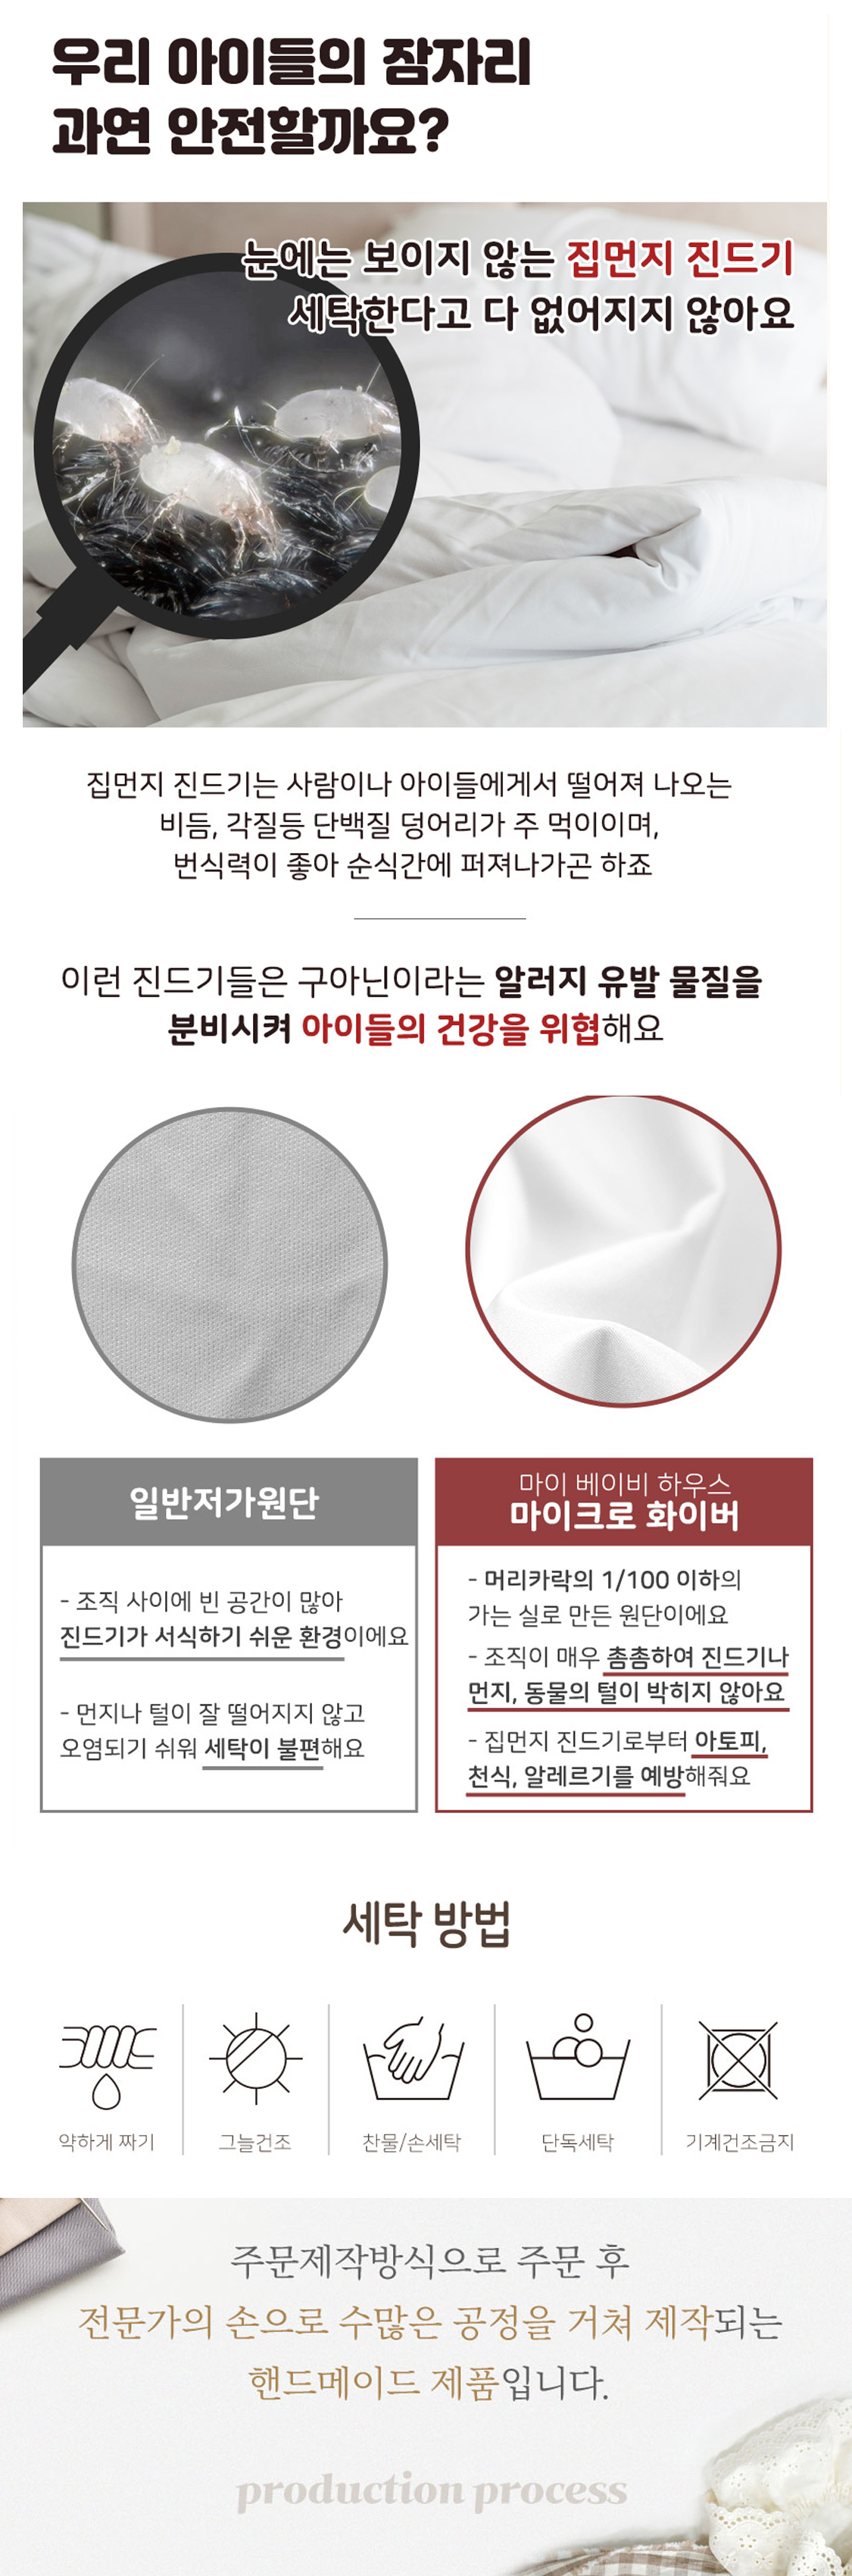 우리 아이들의 잠자리
과연 안전할까요?
눈에는 보이지 않는 집먼지 진드기
세탁한다고 다 없어지지 않아요
집먼지 진드기는 사람이나 아이들에게서 떨어져 나오는
비듬, 각질등 단백질 덩어리가 주 먹이이며,
번식력이 좋아 순식간에 퍼져나가곤 하죠
이런 진드기들은 구아닌이라는 알러지 유발 물질을
분비시켜 아이들의 건강을 위협해요
일반저가원단
- 조직 사이에 빈 공간이 많아
진드기가 서식하기 쉬운 환경이에요
- 먼지나 털이 잘 떨어지지 않고
오염되기 쉬워 세탁이 불편해요
마이 베이비 하우스
마이크로 화이버
- 머리카락의 1/100 이하의
가는 실로 만든 원단이에요
- 조직이 매우 촘촘하여 진드기나
먼지, 동물의 털이 박히지 않아요
- 집먼지 진드기로부터 아토피,
천식, 알레르기를 예방해줘요
세탁 방법
약하게 짜기
그늘건조
찬물/손세탁
단독세탁
기계건조금지
주문제작방식으로 주문 후
전문가의 손으로 수많은 공정을 거쳐 제작되는
핸드메이드 제품입니다.
production process